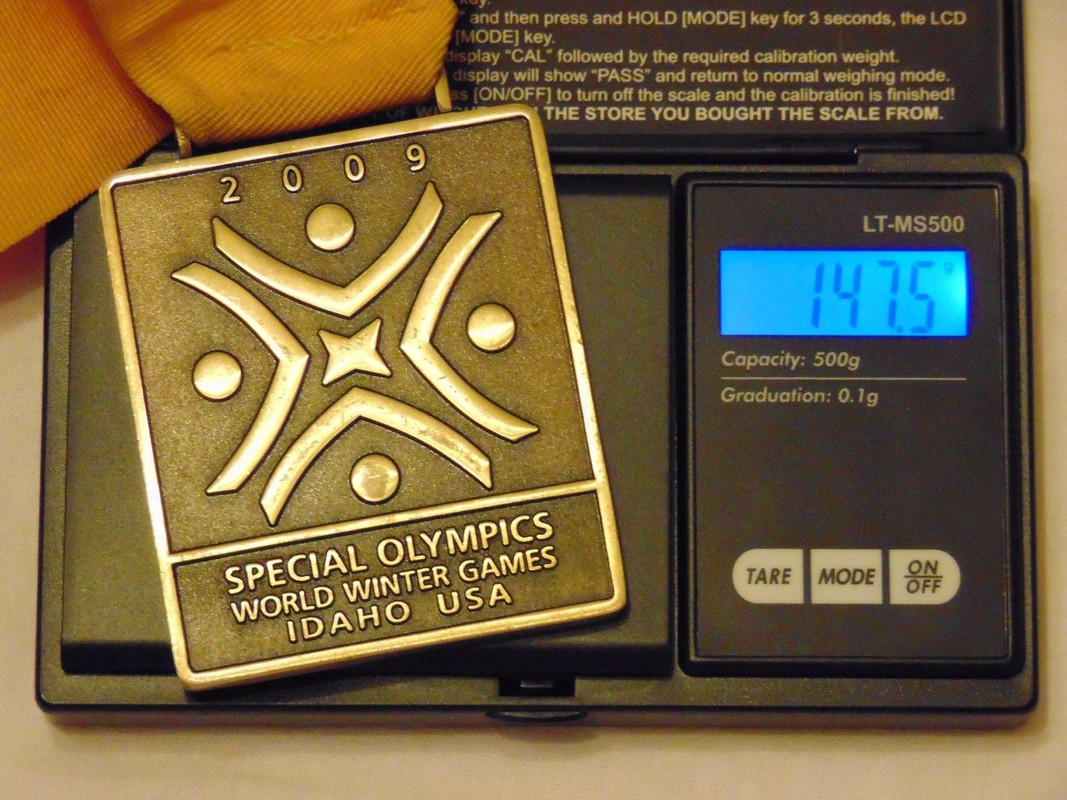 key.
and then press and HOLD [MODE] key for 3 seconds, the LCD
[MODE] key.
display "CAL" followed by the required calibration weight.
display will show "PASS" and return to normal weighing mode.
[ON/OFF] to turn off the scale and the calibration is finished!
THE STORE YOU BOUGHT THE SCALE FROM.
2009
SPECIAL OLYMPICS
WORLD WINTER GAMES
IDAHO USA
LT-MS500
147.5 g
Capacity: 500g
Graduation: 0.1g
TARE MODE ON/OFF